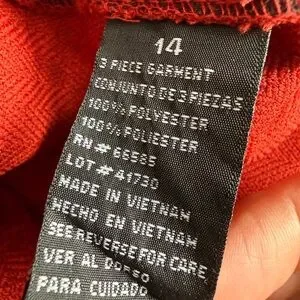 14
3 PIECE GARMENT
CONJUNTO DE 3 PIEZAS
100% POLYESTER
100% POLIESTER
RN# 66585
LOT# 41730
MADE IN VIETNAM
HECHO EN VIETNAM
SEE REVERSE FOR CARE
VER AL DORSO
PARA CUIDADO